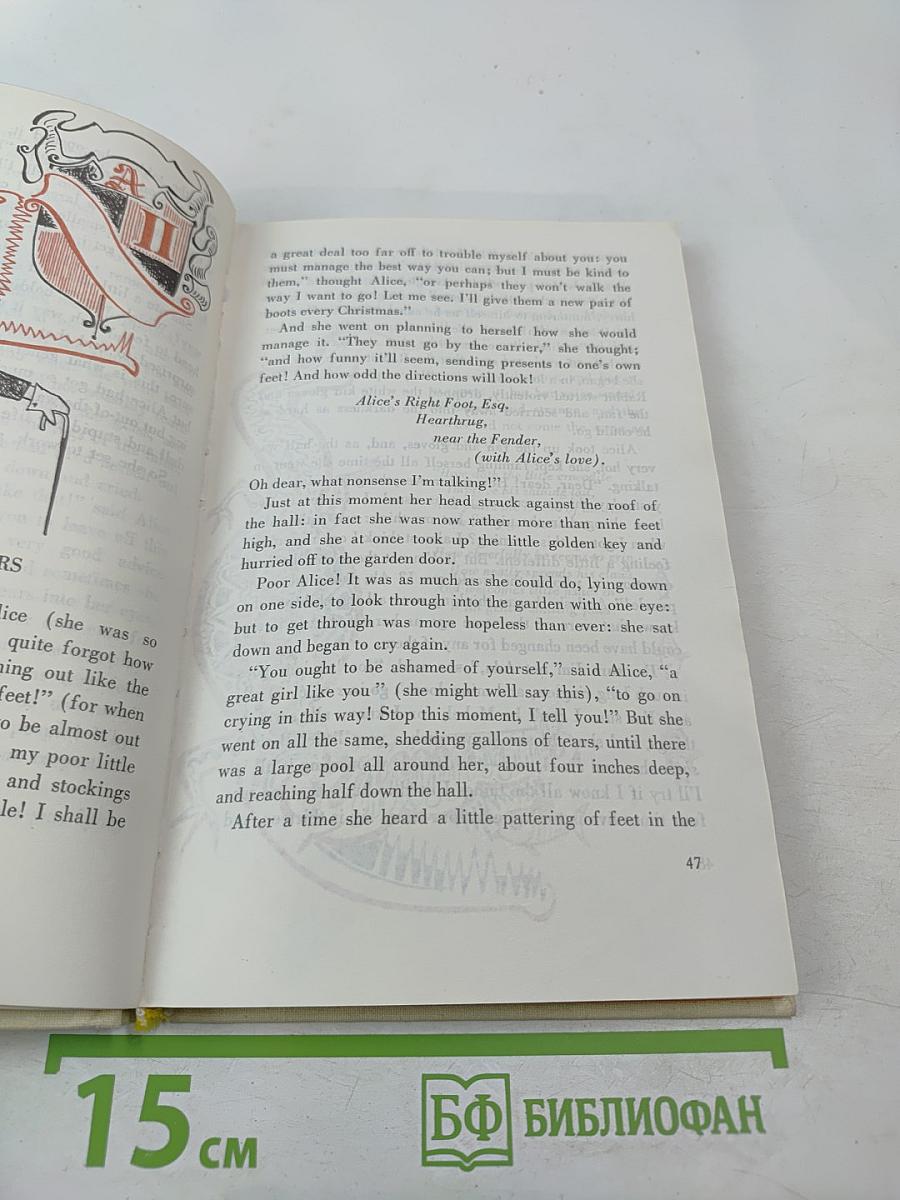 A
II
RS
lice (she was so
quite forgot how
ning out like the
feet!” (for when
o be almost out
my poor little
and stockings
le! I shall be
a great deal too far off to trouble myself about you: you
must manage the best way you can; but I must be kind to
them,” thought Alice, “or perhaps they won’t walk the
way I want to go! Let me see. I’ll give them a new pair of
boots every Christmas.”
And she went on planning to herself how she would
manage it. “They must go by the carrier,” she thought;
“and how funny it’ll seem, sending presents to one’s own
feet! And how odd the directions will look!
Alice’s Right Foot, Esq.
Hearthrug,
near the Fender,
(with Alice’s love).
Oh dear, what nonsense I’m talking!”
Just at this moment her head struck against the roof of
the hall: in fact she was now rather more than nine feet
high, and she at once took up the little golden key and
hurried off to the garden door.
Poor Alice! It was as much as she could do, lying down
on one side, to look through into the garden with one eye:
but to get through was more hopeless than ever: she sat
down and began to cry again.
“You ought to be ashamed of yourself,” said Alice, “a
great girl like you” (she might well say this), “to go on
crying in this way! Stop this moment, I tell you!” But she
went on all the same, shedding gallons of tears, until there
was a large pool all around her, about four inches deep,
and reaching half down the hall.
After a time she heard a little pattering of feet in the
47
15 см
БФ БИБЛИОФАН